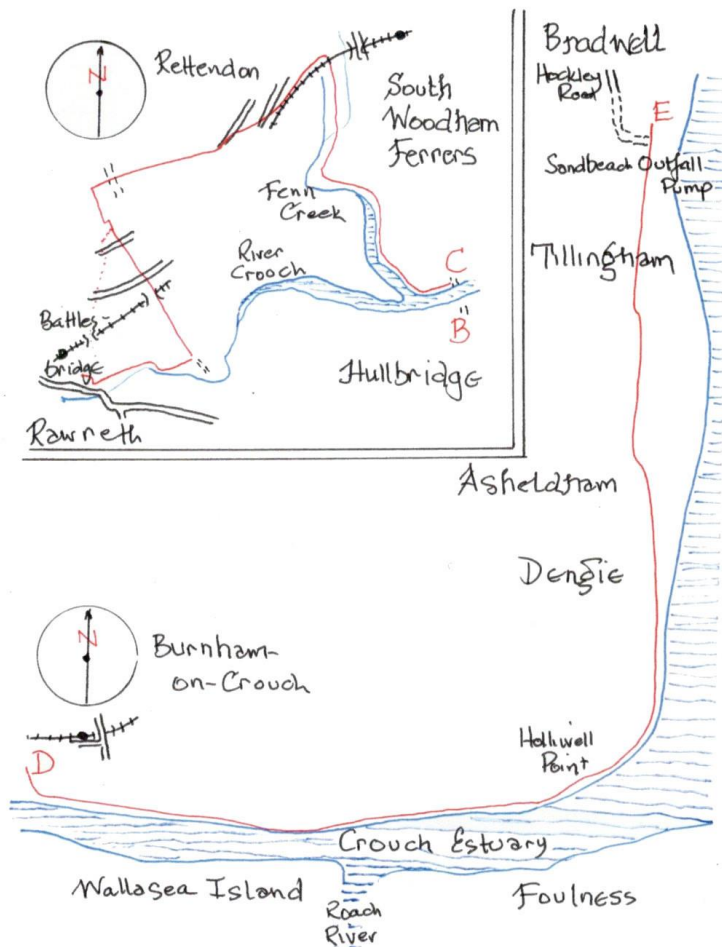 N
Rettendon
South
Woodham
Ferrers
Fenn
Creek
River
Crooch
C
B
Battles-
bridge
Hullbridge
Rawreth
Bradwell
Hockley
Road
E
Sandbeach Outfall
Pump
Tillingham
Asheldham
Dengie
N
Burnham-
on-Crouch
D
Holliwell
Point
Crouch Estuary
Wallasea Island
Foulness
Roach
River